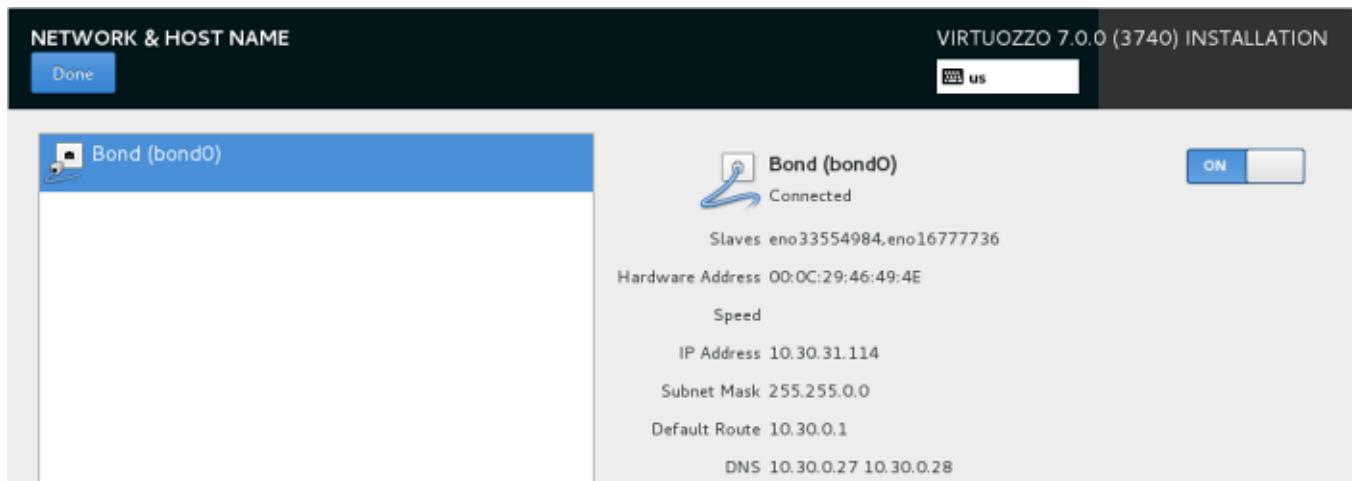 NETWORK & HOST NAME
VIRTUOZZO 7.0.0 (3740) INSTALLATION
Done
us
Bond (bond0)
Bond (bond0)
ON
Connected
Slaves eno33554984,eno16777736
Hardware Address 00:0C:29:46:49:4E
Speed
IP Address 10.30.31.114
Subnet Mask 255.255.0.0
Default Route 10.30.0.1
DNS 10.30.0.27 10.30.0.28